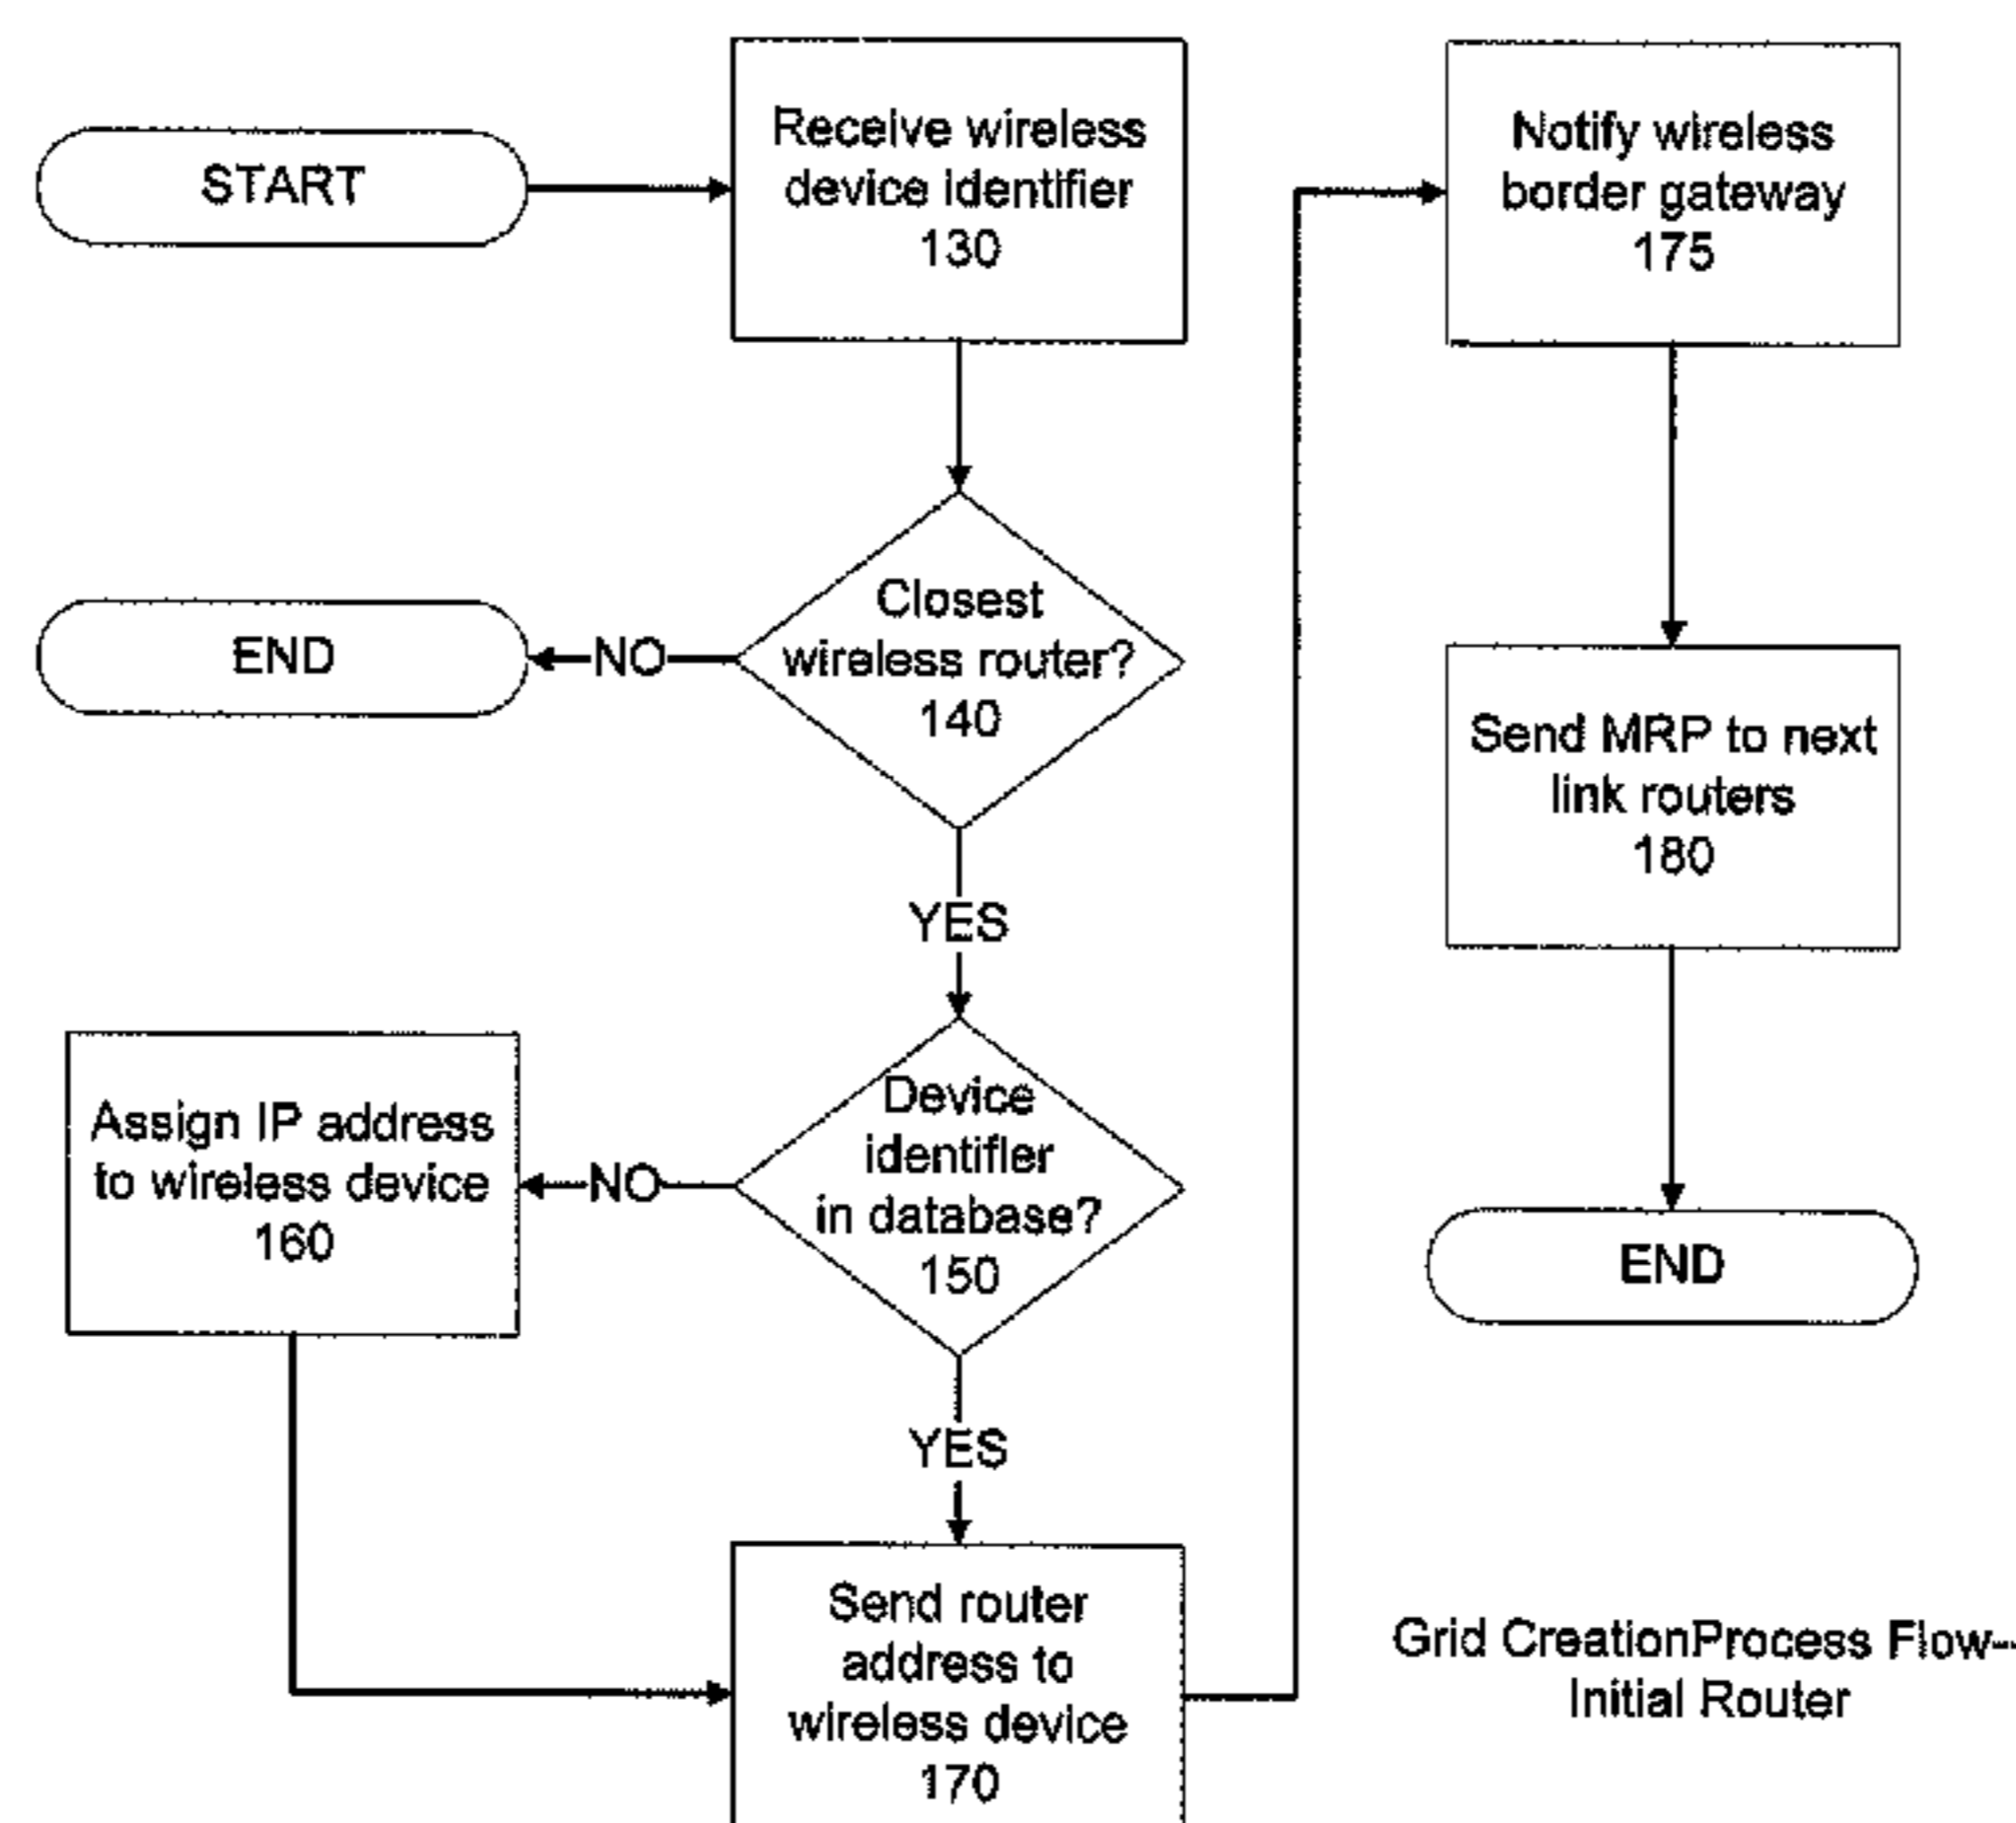 START
Receive wireless
device identifier
130
Closest
wireless router?
140
NO
END
YES
Device
identifier
in database?
150
NO
Assign IP address
to wireless device
160
YES
Send router
address to
wireless device
170
Notify wireless
border gateway
175
Send MRP to next
link routers
180
END
Grid CreationProcess Flow--
Initial Router